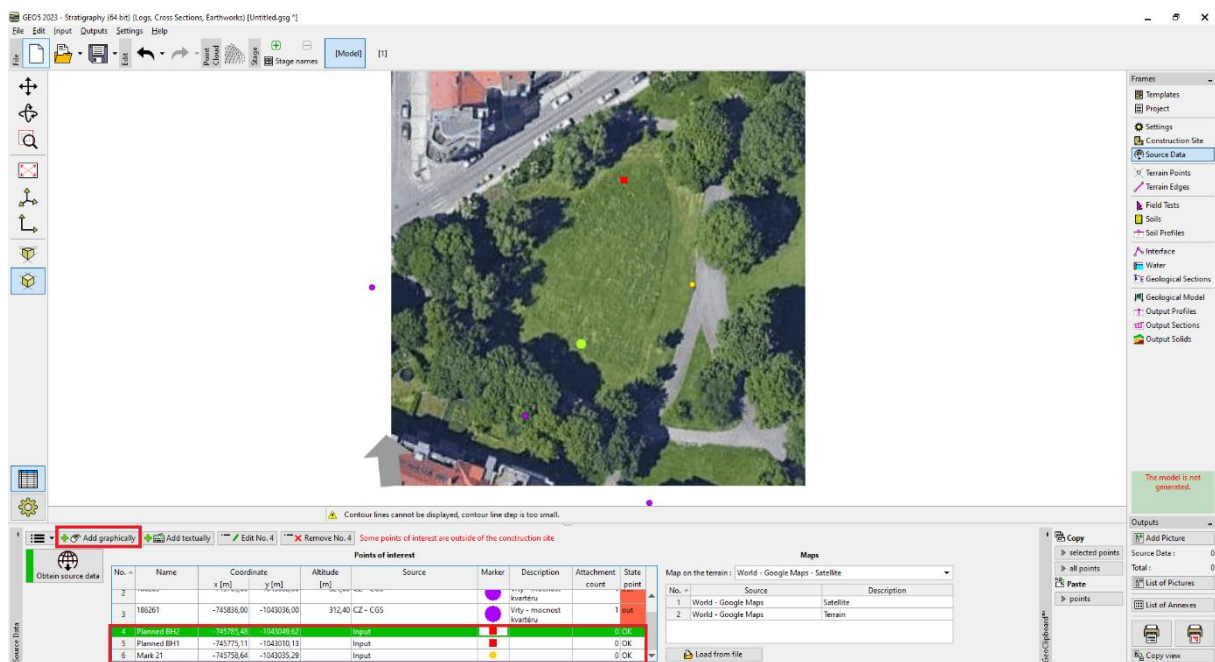 GEO5 2023 - Stratigraphy (64 bit) (Logs, Cross Sections, Earthworks) [Untitled.gsg *]
File Edit Input Outputs Settings Help
File
Edit
Point Cloud
Stage
Stage names
[Model]
[1]
Frames
Templates
Project
Settings
Construction Site
Source Data
Terrain Points
Terrain Edges
Field Tests
Soils
Soil Profiles
Interface
Water
Geological Sections
Geological Model
Output Profiles
Output Sections
Output Solids
The model is not
generated.
Contour lines cannot be displayed, contour line step is too small.
Add graphically Add textually Edit No. 4 Remove No. 4 Some points of interest are outside of the construction site
Obtain source data
Source Data
Points of interest
No. Name Coordinate Altitude Source Marker Description Attachment State
x [m] y [m] [m] count point
2
kvartéru
3 186261 -745836,00 -1043036,00 312,40 CZ - CGS Vrty - mocnost 1 out
kvartéru
4 Planned BH2 -745785,48 -1043049,62 Input 0 OK
5 Planned BH1 -745775,11 -1043010,13 Input 0 OK
6 Mark 21 -745758,64 -1043035,29 Input 0 OK
Maps
Map on the terrain : World - Google Maps - Satellite
No. Source Description
1 World - Google Maps Satellite
2 World - Google Maps Terrain
Load from file
GeoClipboard™
Copy
selected points
all points
Paste
points
Outputs
Add Picture
Source Data : 0
Total : 0
List of Pictures
List of Annexes
Copy view